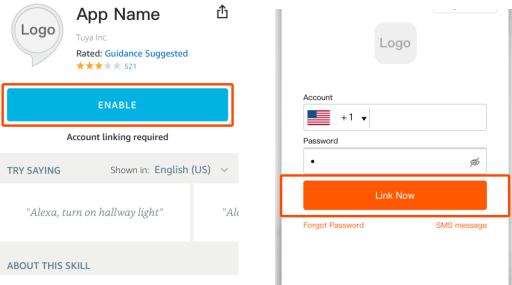 Logo
App Name
Tuya Inc.
Rated: Guidance Suggested
521
ENABLE
Account linking required
TRY SAYING
Shown in: English (US)
"Alexa, turn on hallway light"
"Al
ABOUT THIS SKILL
Logo
Account
+1
Password
Link Now
Forgot Password
SMS message